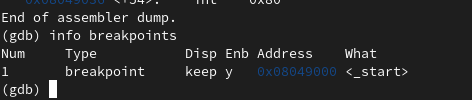 End of assembler dump.
(gdb) info breakpoints
Num Type Disp Enb Address What
1 breakpoint keep y 0x08049000 <_start>
(gdb)